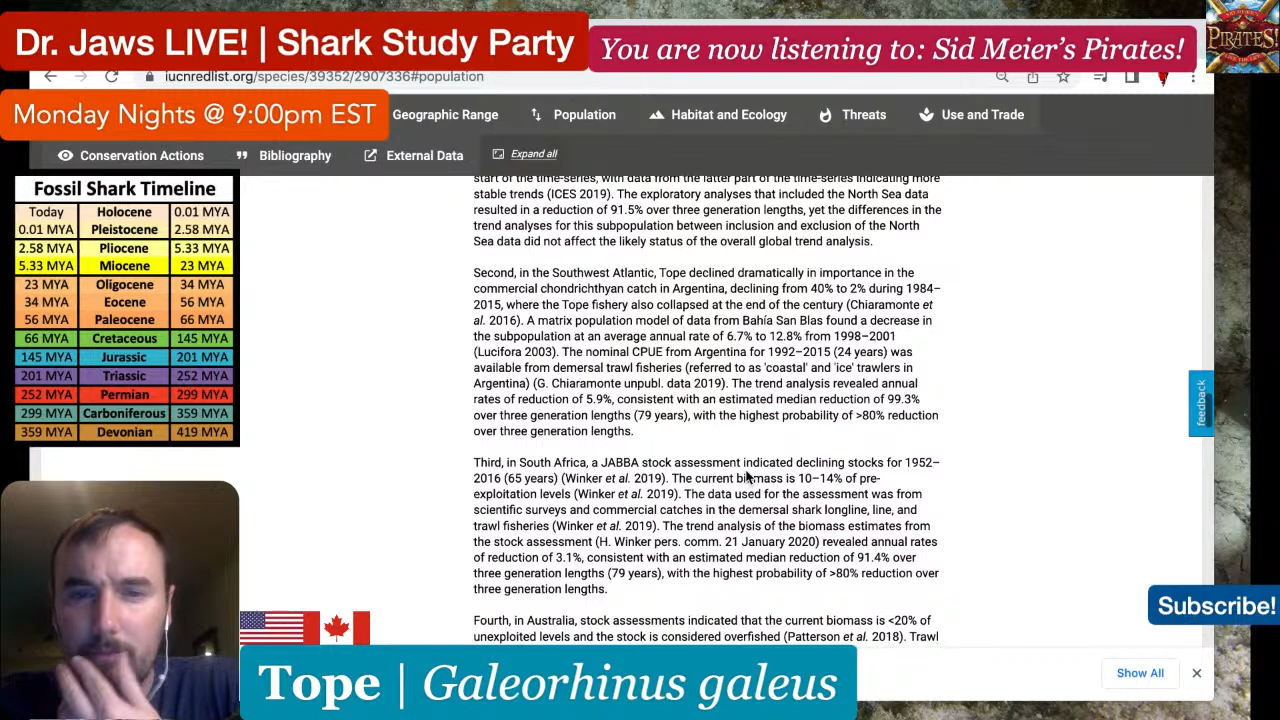 Dr. Jaws LIVE! | Shark Study Party
You are now listening to: Sid Meier's Pirates!
SID MEIER'S
PIRATES!
iucnredlist.org/species/39352/2907336#population
Monday Nights @ 9:00pm EST
Geographic Range
Population
Habitat and Ecology
Threats
Use and Trade
Conservation Actions
Bibliography
External Data
Expand all
Fossil Shark Timeline
Today Holocene 0.01 MYA
0.01 MYA Pleistocene 2.58 MYA
2.58 MYA Pliocene 5.33 MYA
5.33 MYA Miocene 23 MYA
23 MYA Oligocene 34 MYA
34 MYA Eocene 56 MYA
56 MYA Paleocene 66 MYA
66 MYA Cretaceous 145 MYA
145 MYA Jurassic 201 MYA
201 MYA Triassic 252 MYA
252 MYA Permian 299 MYA
299 MYA Carboniferous 359 MYA
359 MYA Devonian 419 MYA
start of the time-series, with data from the latter part of the time-series indicating more
stable trends (ICES 2019). The exploratory analyses that included the North Sea data
resulted in a reduction of 91.5% over three generation lengths, yet the differences in the
trend analyses for this subpopulation between inclusion and exclusion of the North
Sea data did not affect the likely status of the overall global trend analysis.
Second, in the Southwest Atlantic, Tope declined dramatically in importance in the
commercial chondrichthyan catch in Argentina, declining from 40% to 2% during 1984–
2015, where the Tope fishery also collapsed at the end of the century (Chiaramonte et
al. 2016). A matrix population model of data from Bahía San Blas found a decrease in
the subpopulation at an average annual rate of 6.7% to 12.8% from 1998–2001
(Lucifora 2003). The nominal CPUE from Argentina for 1992–2015 (24 years) was
available from demersal trawl fisheries (referred to as 'coastal' and 'ice' trawlers in
Argentina) (G. Chiaramonte unpubl. data 2019). The trend analysis revealed annual
rates of reduction of 5.9%, consistent with an estimated median reduction of 99.3%
over three generation lengths (79 years), with the highest probability of >80% reduction
over three generation lengths.
Third, in South Africa, a JABBA stock assessment indicated declining stocks for 1952–
2016 (65 years) (Winker et al. 2019). The current biomass is 10–14% of pre-
exploitation levels (Winker et al. 2019). The data used for the assessment was from
scientific surveys and commercial catches in the demersal shark longline, line, and
trawl fisheries (Winker et al. 2019). The trend analysis of the biomass estimates from
the stock assessment (H. Winker pers. comm. 21 January 2020) revealed annual rates
of reduction of 3.1%, consistent with an estimated median reduction of 91.4% over
three generation lengths (79 years), with the highest probability of >80% reduction over
three generation lengths.
Fourth, in Australia, stock assessments indicated that the current biomass is <20% of
unexploited levels and the stock is considered overfished (Patterson et al. 2018). Trawl
feedback
Subscribe!
Show All
Tope | Galeorhinus galeus